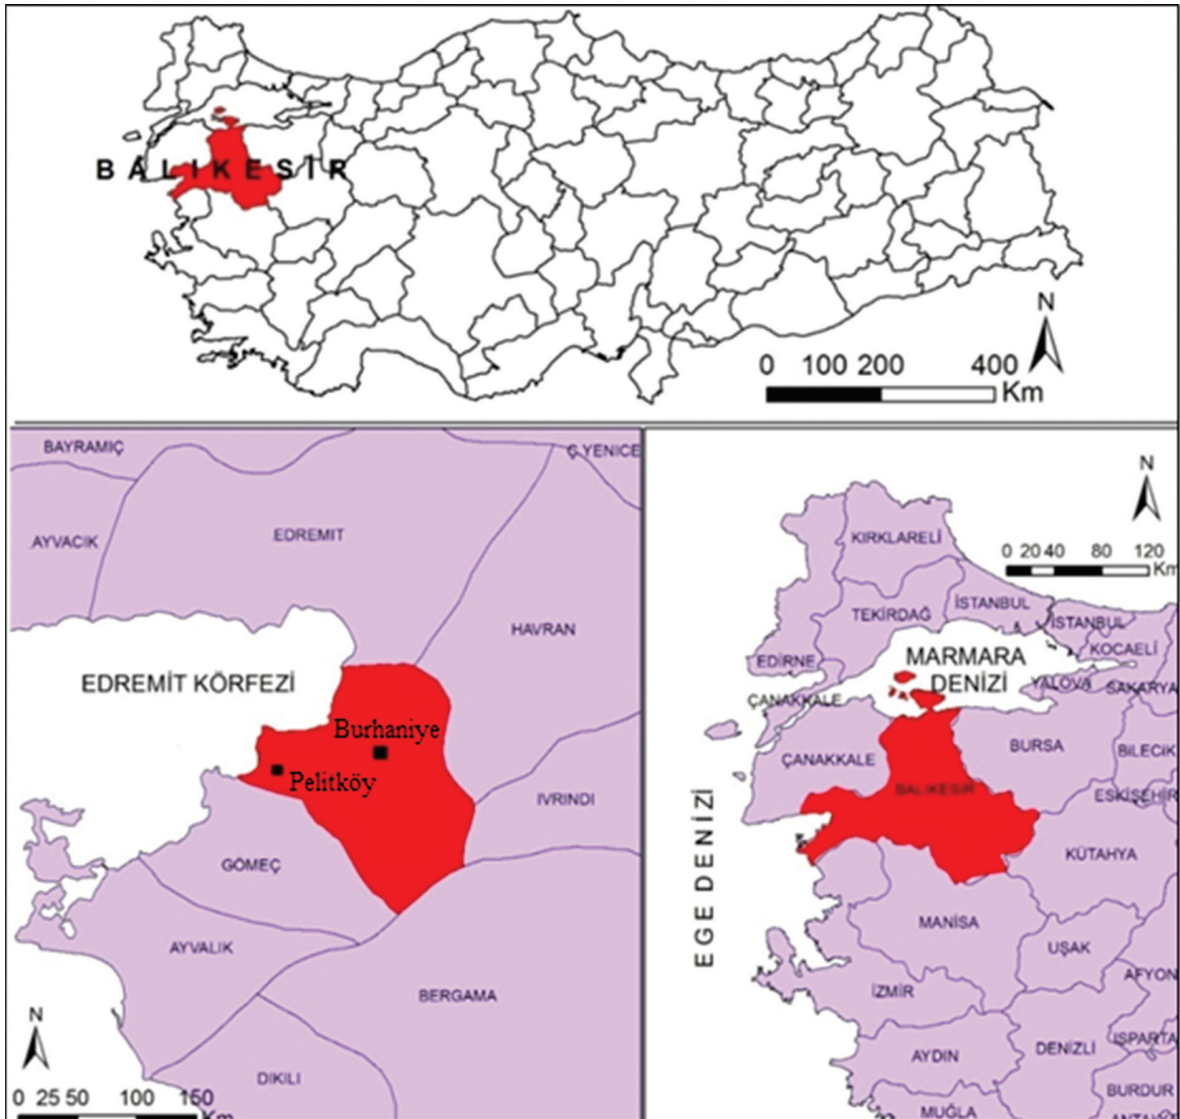 BALIKESİR
N
0 100 200 400
Km
BAYRAMIÇ
Ç.YENICE
AYVACIK
EDREMIT
HAVRAN
EDREMİT KÖRFEZİ
Burhaniye
Pelitköy
IVRINDI
GÖMEÇ
AYVALIK
BERGAMA
DIKILI
N
0 25 50 100 150
Km
N
0 20 40 80 120
Km
KIRKLARELİ
TEKİRDAĞ
İSTANBUL
İSTANBUL
KOCAELİ
EDİRNE
MARMARA
DENİZİ
YALOVA
SAKARYA
ÇANAKKALE
ÇANAKKALE
BURSA
BILECIK
BALIKESİR
ESKİŞEHİR
KÜTAHYA
EGE DENİZİ
MANİSA
UŞAK
AFYON
İZMİR
ISPARTA
AYDIN
DENİZLİ
BURDUR
MUĞLA